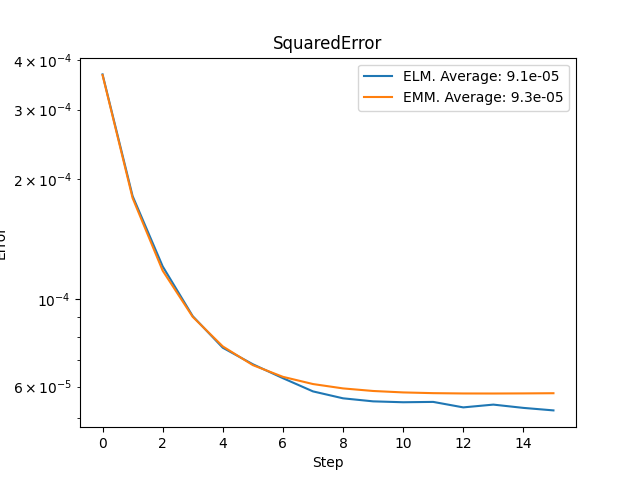 SquaredError
ELM. Average: 9.1e-05
EMM. Average: 9.3e-05
4 × 10⁻⁴
3 × 10⁻⁴
2 × 10⁻⁴
10⁻⁴
6 × 10⁻⁵
Error
0 2 4 6 8 10 12 14
Step